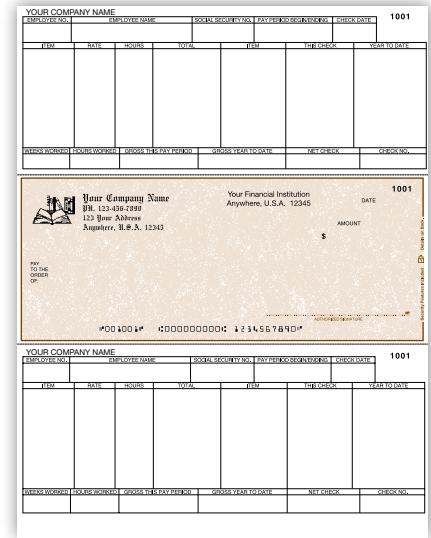 YOUR COMPANY NAME
1001
EMPLOYEE NO. EMPLOYEE NAME SOCIAL SECURITY NO. PAY PERIOD BEGIN/ENDING CHECK DATE
ITEM RATE HOURS TOTAL ITEM THIS CHECK YEAR TO DATE
WEEKS WORKED HOURS WORKED GROSS THIS PAY PERIOD GROSS YEAR TO DATE NET CHECK CHECK NO.
1001
Your Company Name
PH. 123-456-7890
123 Your Address
Anywhere, U.S.A. 12345
Your Financial Institution
Anywhere, U.S.A. 12345
DATE
AMOUNT
$
PAY
TO THE
ORDER
OF:
AUTHORIZED SIGNATURE
Security Features Included Details on Back.
⑈001001⑈ ⑆000000000⑆ 1234567890⑈
YOUR COMPANY NAME
1001
EMPLOYEE NO. EMPLOYEE NAME SOCIAL SECURITY NO. PAY PERIOD BEGIN/ENDING CHECK DATE
ITEM RATE HOURS TOTAL ITEM THIS CHECK YEAR TO DATE
WEEKS WORKED HOURS WORKED GROSS THIS PAY PERIOD GROSS YEAR TO DATE NET CHECK CHECK NO.